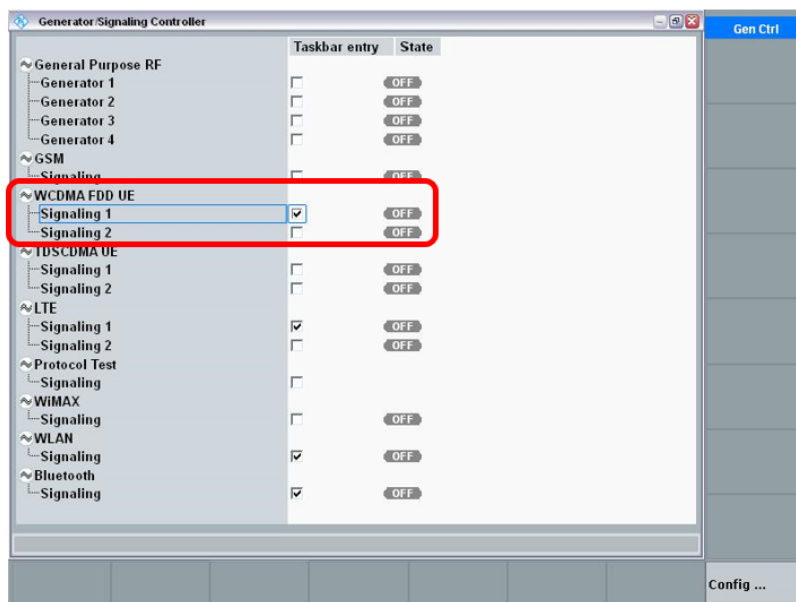 Generator/Signaling Controller
Gen Ctrl
Taskbar entry State
General Purpose RF
Generator 1 OFF
Generator 2 OFF
Generator 3 OFF
Generator 4 OFF
GSM
Signaling OFF
WCDMA FDD UE
Signaling 1 OFF
Signaling 2 OFF
TDSCDMA UE
Signaling 1 OFF
Signaling 2 OFF
LTE
Signaling 1 OFF
Signaling 2 OFF
Protocol Test
Signaling
WiMAX
Signaling OFF
WLAN
Signaling OFF
Bluetooth
Signaling OFF
Config ...